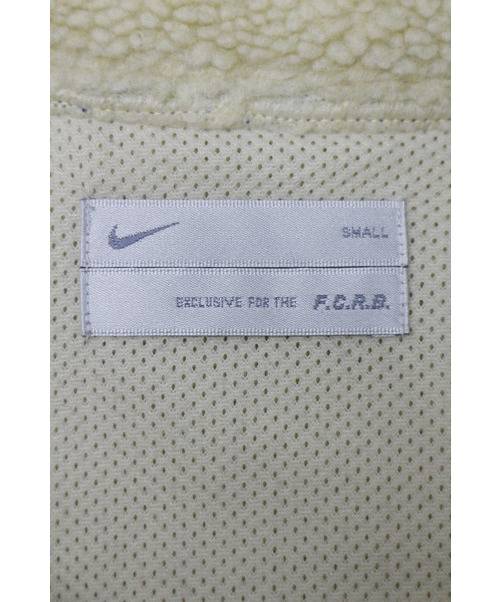 SMALL
EXCLUSIVE FOR THE F.C.R.B.